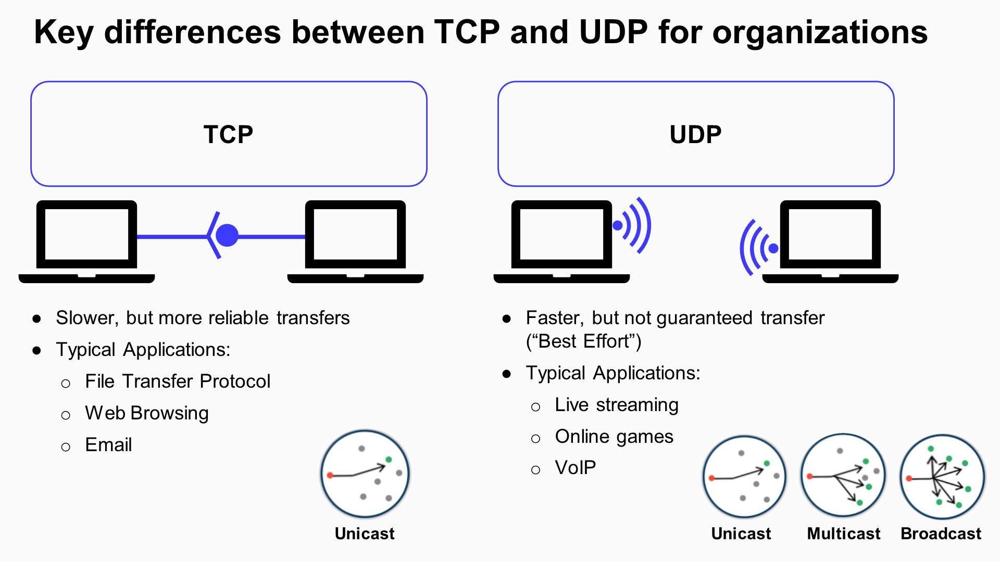 Key differences between TCP and UDP for organizations
TCP
UDP
● Slower, but more reliable transfers
● Typical Applications:
○ File Transfer Protocol
○ Web Browsing
○ Email
Unicast
● Faster, but not guaranteed transfer
(“Best Effort”)
● Typical Applications:
○ Live streaming
○ Online games
○ VoIP
Unicast
Multicast
Broadcast